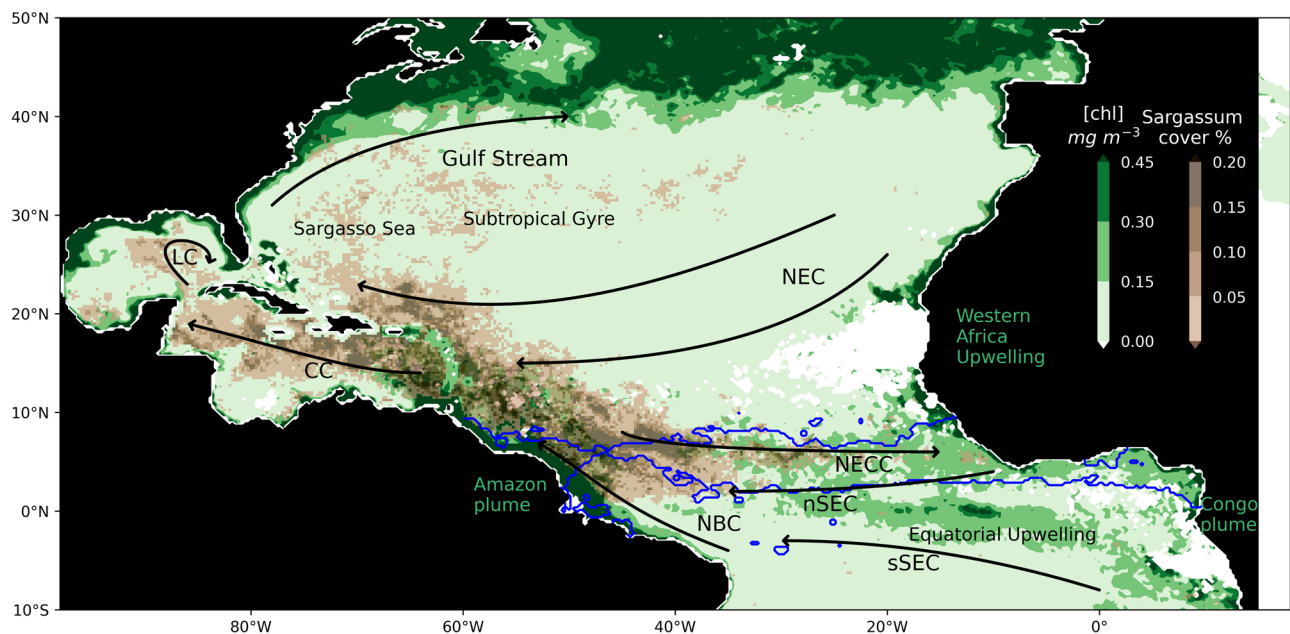 50°N
40°N
30°N
20°N
10°N
0°N
10°S
80°W
60°W
40°W
20°W
0°
[chl]
mg m⁻³
Sargassum
cover %
0.45
0.30
0.15
0.00
0.20
0.15
0.10
0.05
Gulf Stream
Subtropical Gyre
Sargasso Sea
LC
NEC
CC
Western
Africa
Upwelling
NECC
Amazon
plume
nSEC
NBC
Congo
plume
Equatorial Upwelling
sSEC